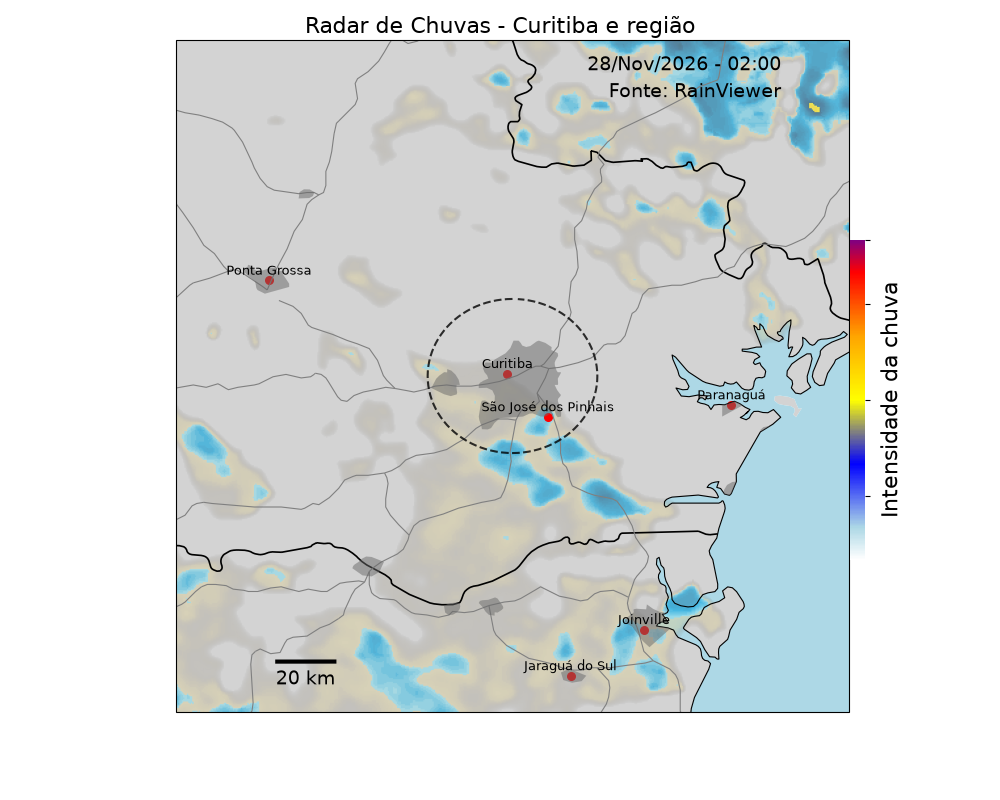 Radar de Chuvas - Curitiba e região
28/Nov/2026 - 02:00
Fonte: RainViewer
Ponta Grossa
Curitiba
Paranaguá
São José dos Pinhais
Intensidade da chuva
Joinville
Jaraguá do Sul
20 km